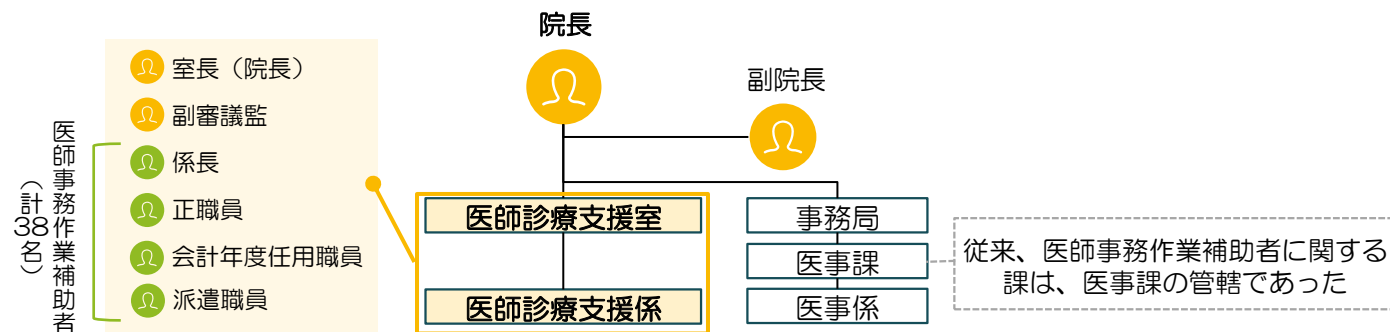 院長
副院長
室長（院長）
副審議監
係長
正職員
会計年度任用職員
派遣職員
医師事務作業補助者
（計38名）
医師診療支援室
医師診療支援係
事務局
医事課
医事係
従来、医師事務作業補助者に関する
課は、医事課の管轄であった